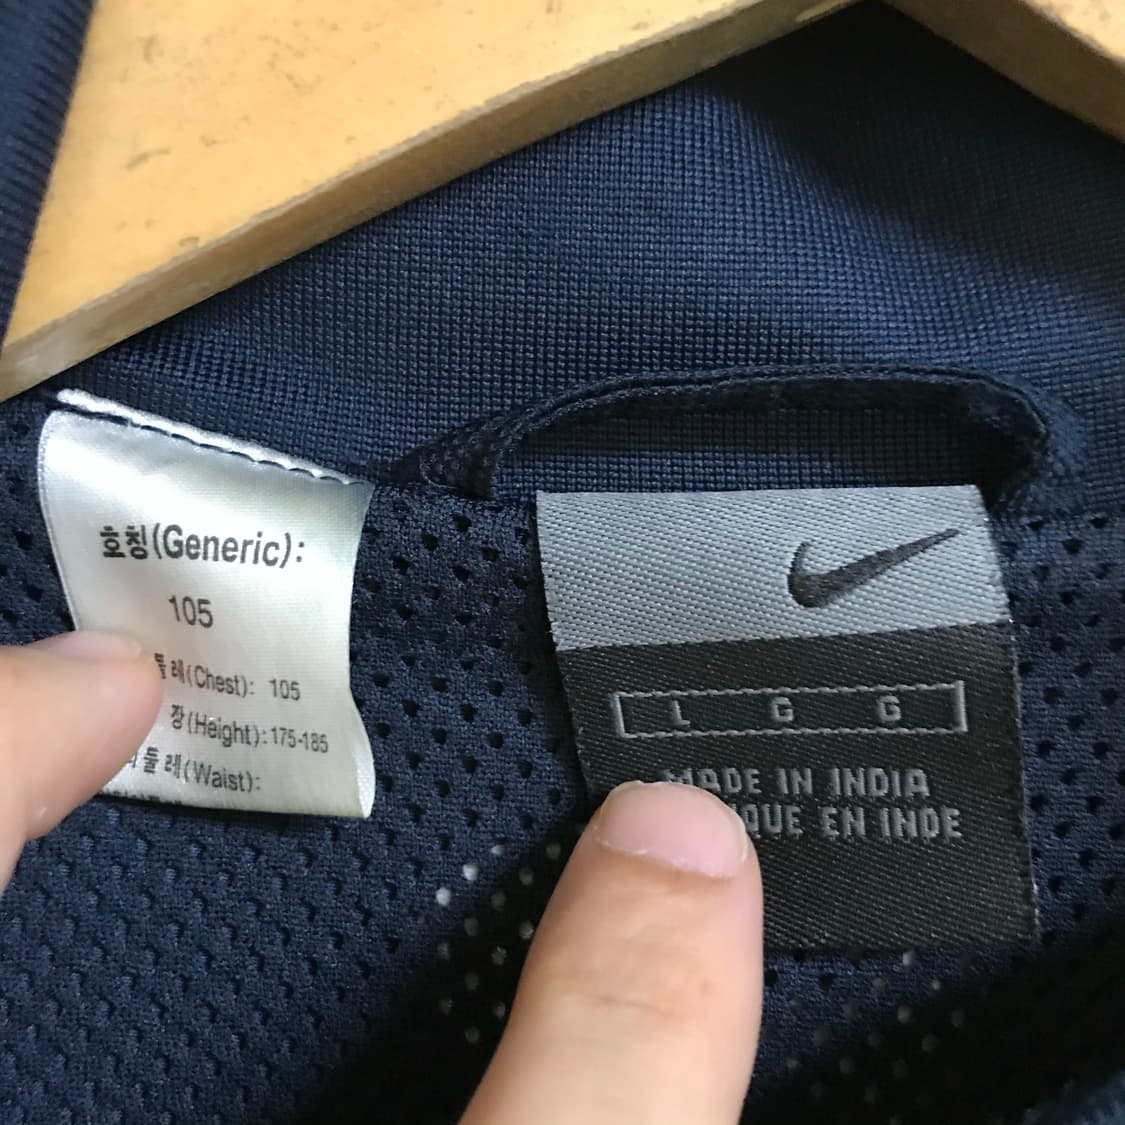 호칭(Generic):
105
둘레(Chest): 105
장(Height):175-185
둘레(Waist):
L G G
MADE IN INDIA
EN INDE